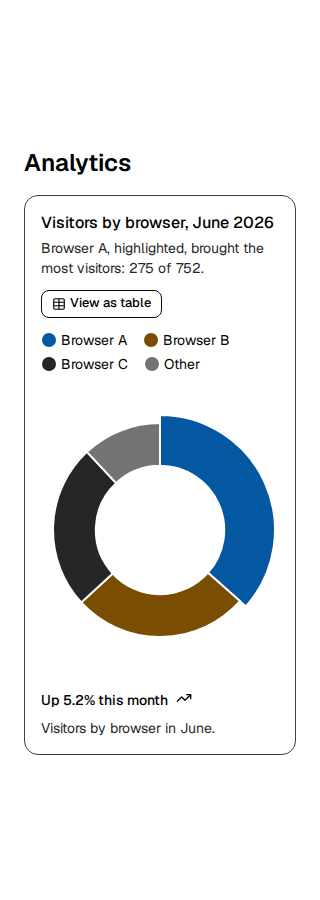 Analytics
Visitors by browser, June 2026
Browser A, highlighted, brought the
most visitors: 275 of 752.
View as table
Browser A
Browser B
Browser C
Other
Up 5.2% this month
Visitors by browser in June.